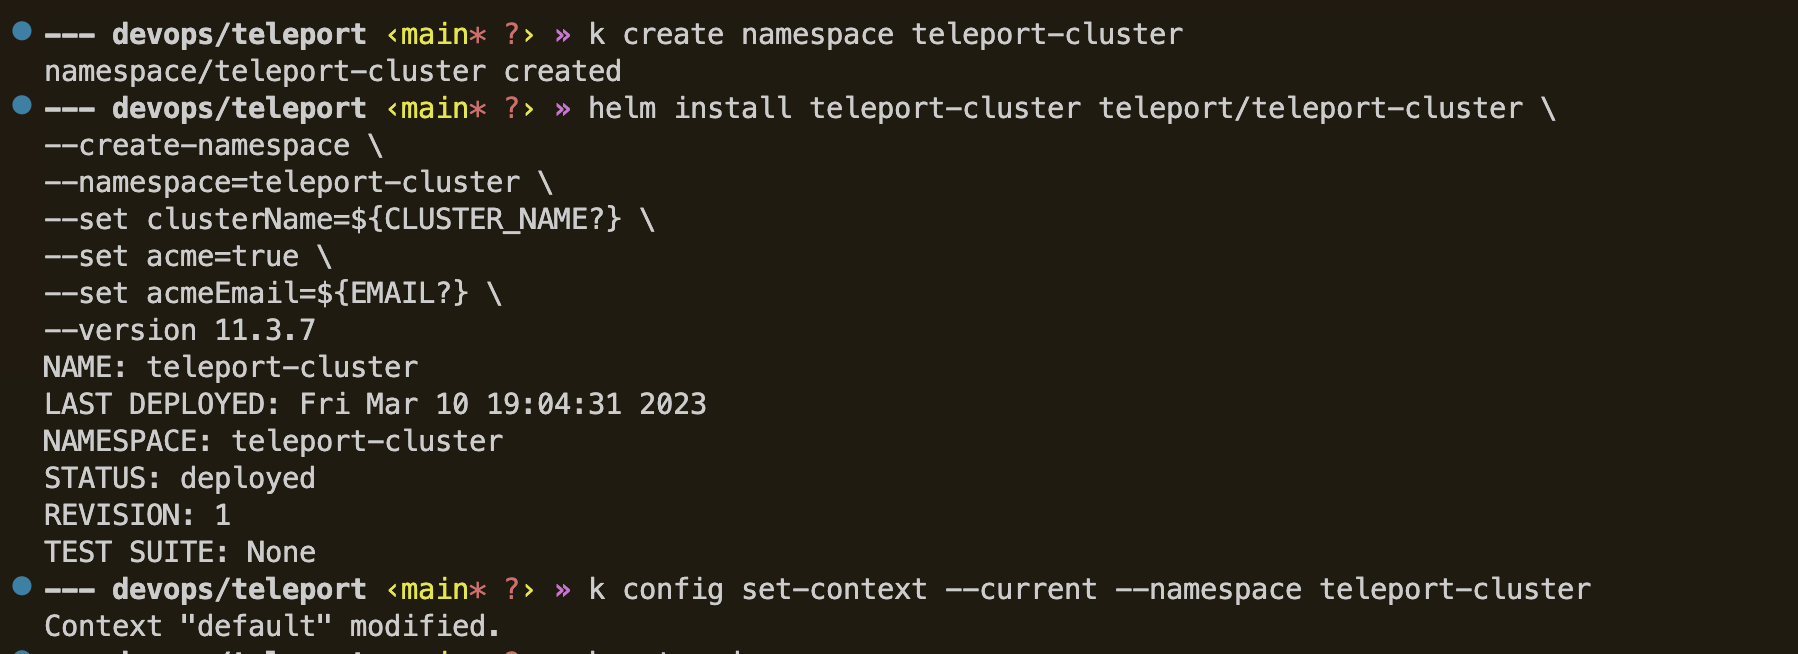 --- devops/teleport ‹main* ?› » k create namespace teleport-cluster
namespace/teleport-cluster created
--- devops/teleport ‹main* ?› » helm install teleport-cluster teleport/teleport-cluster \
--create-namespace \
--namespace=teleport-cluster \
--set clusterName=${CLUSTER_NAME?} \
--set acme=true \
--set acmeEmail=${EMAIL?} \
--version 11.3.7
NAME: teleport-cluster
LAST DEPLOYED: Fri Mar 10 19:04:31 2023
NAMESPACE: teleport-cluster
STATUS: deployed
REVISION: 1
TEST SUITE: None
--- devops/teleport ‹main* ?› » k config set-context --current --namespace teleport-cluster
Context "default" modified.